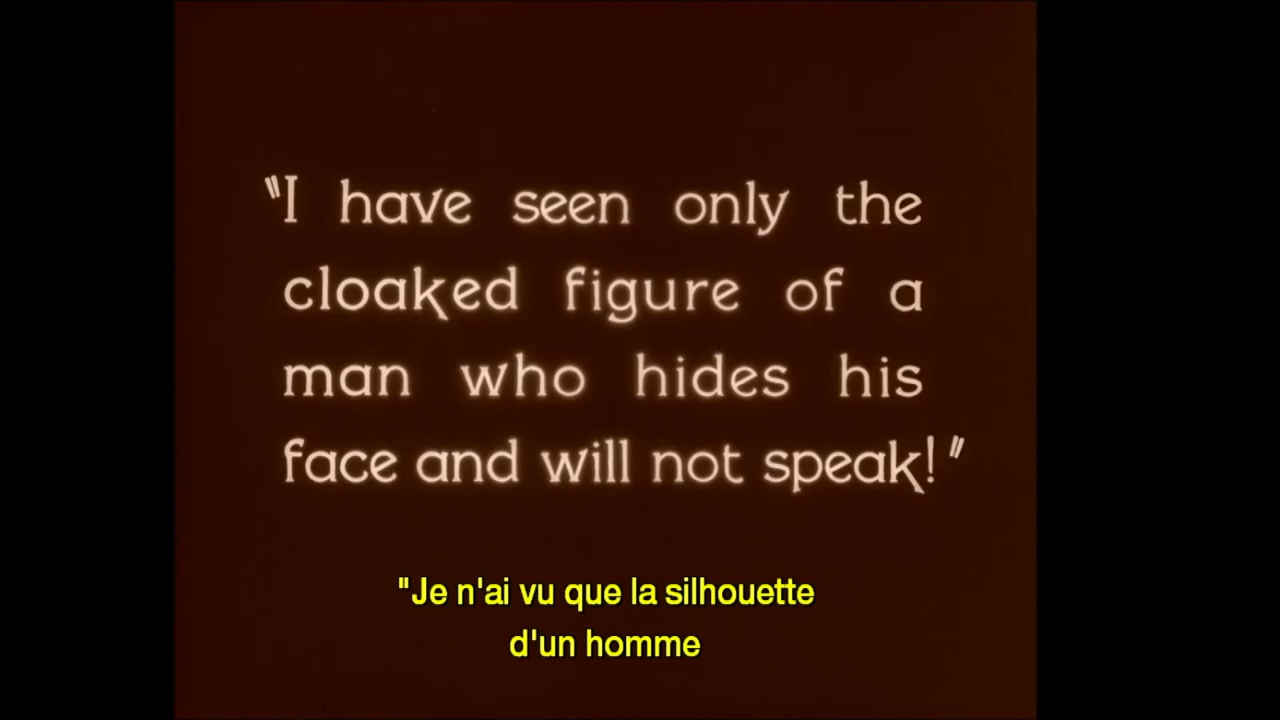 "I have seen only the
cloaked figure of a
man who hides his
face and will not speak!"
"Je n'ai vu que la silhouette
d'un homme